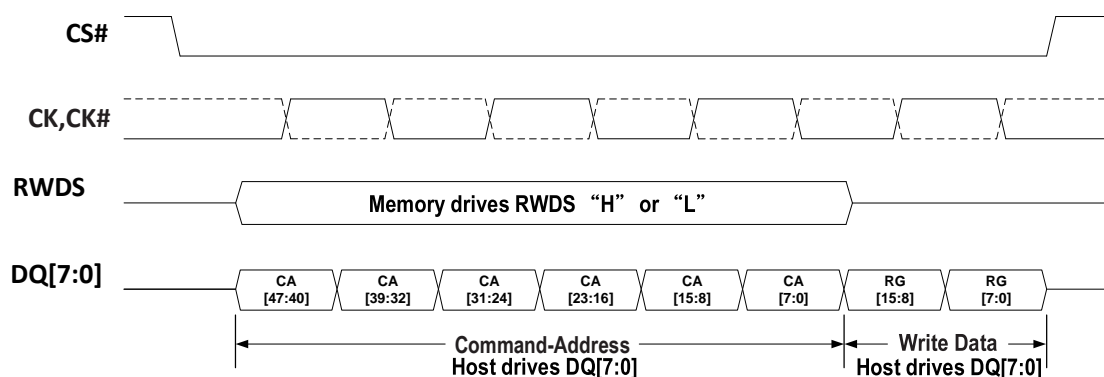 CS#
CK,CK#
RWDS
Memory drives RWDS “H” or “L”
DQ[7:0]
CA CA CA CA CA CA RG RG
[47:40] [39:32] [31:24] [23:16] [15:8] [7:0] [15:8] [7:0]
Command-Address Write Data
Host drives DQ[7:0] Host drives DQ[7:0]